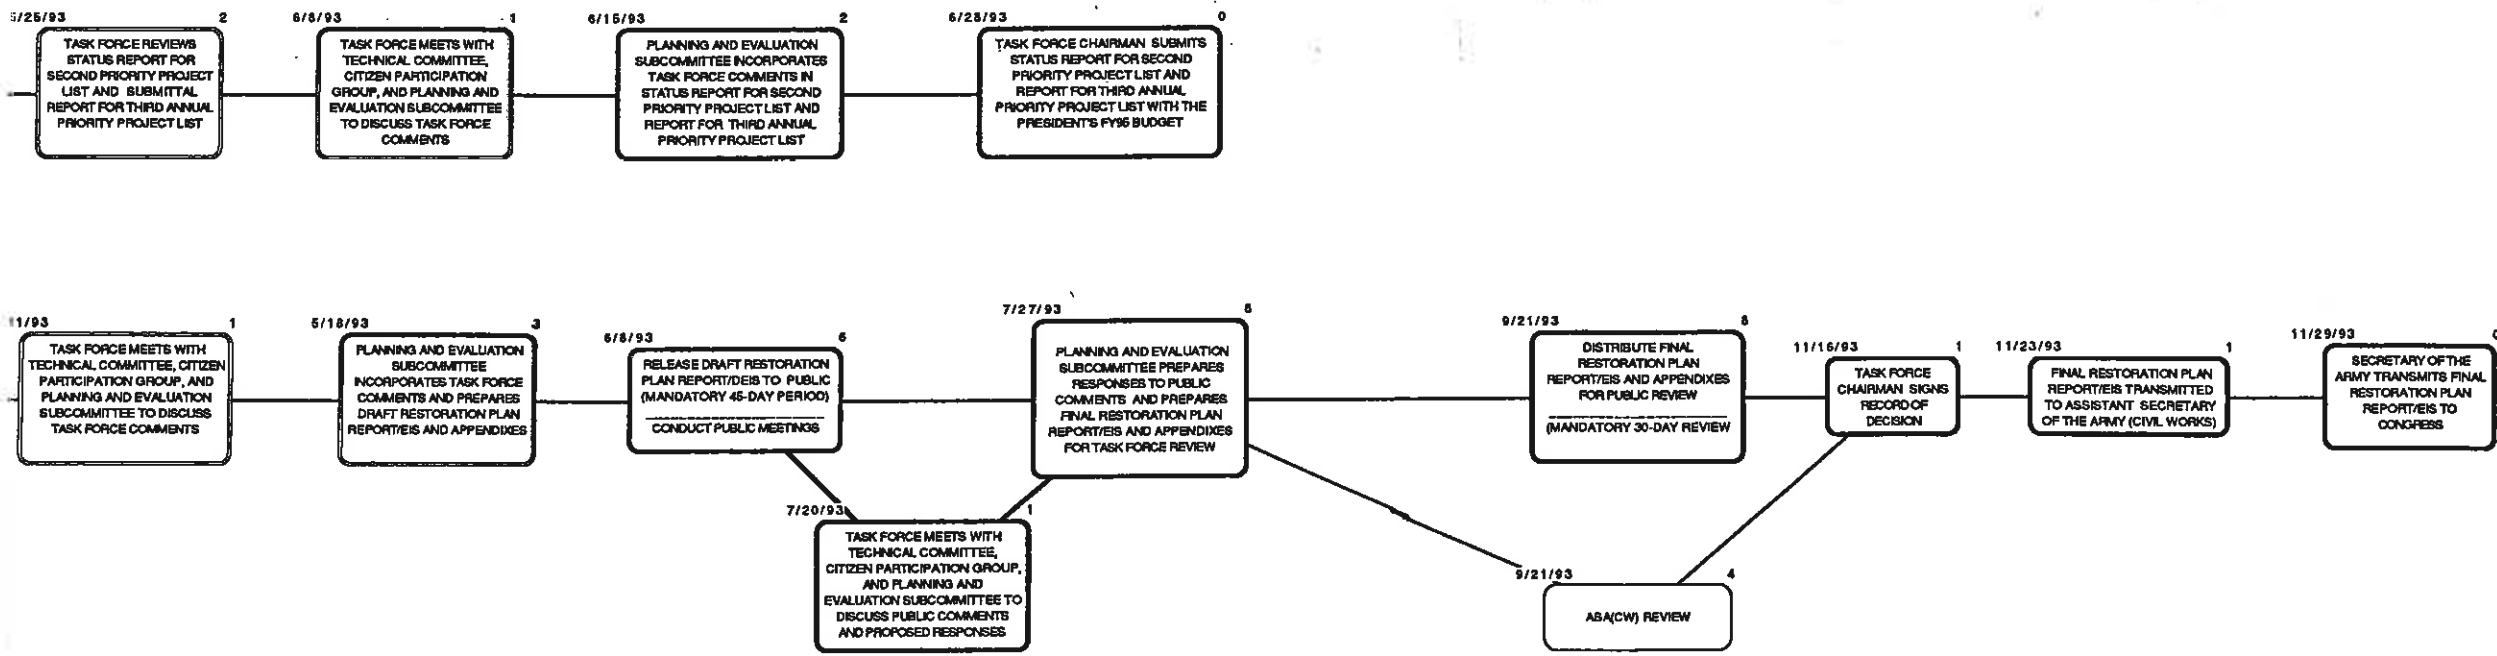 5/25/93 2
TASK FORCE REVIEWS
STATUS REPORT FOR
SECOND PRIORITY PROJECT
LIST AND SUBMITTAL
REPORT FOR THIRD ANNUAL
PRIORITY PROJECT LIST
6/8/93 1
TASK FORCE MEETS WITH
TECHNICAL COMMITTEE,
CITIZEN PARTICIPATION
GROUP, AND PLANNING AND
EVALUATION SUBCOMMITTEE
TO DISCUSS TASK FORCE
COMMENTS
6/15/93 2
PLANNING AND EVALUATION
SUBCOMMITTEE INCORPORATES
TASK FORCE COMMENTS IN
STATUS REPORT FOR SECOND
PRIORITY PROJECT LIST AND
REPORT FOR THIRD ANNUAL
PRIORITY PROJECT LIST
6/28/93 0
TASK FORCE CHAIRMAN SUBMITS
STATUS REPORT FOR SECOND
PRIORITY PROJECT LIST AND
REPORT FOR THIRD ANNUAL
PRIORITY PROJECT LIST WITH THE
PRESIDENT'S FY95 BUDGET
11/93 1
TASK FORCE MEETS WITH
TECHNICAL COMMITTEE, CITIZEN
PARTICIPATION GROUP, AND
PLANNING AND EVALUATION
SUBCOMMITTEE TO DISCUSS
TASK FORCE COMMENTS
5/18/93 3
PLANNING AND EVALUATION
SUBCOMMITTEE
INCORPORATES TASK FORCE
COMMENTS AND PREPARES
DRAFT RESTORATION PLAN
REPORT/EIS AND APPENDIXES
6/8/93 6
RELEASE DRAFT RESTORATION
PLAN REPORT/DEIS TO PUBLIC
(MANDATORY 45-DAY PERIOD)
CONDUCT PUBLIC MEETINGS
7/20/93 1
TASK FORCE MEETS WITH
TECHNICAL COMMITTEE,
CITIZEN PARTICIPATION GROUP,
AND PLANNING AND
EVALUATION SUBCOMMITTEE TO
DISCUSS PUBLIC COMMENTS
AND PROPOSED RESPONSES
7/27/93 8
PLANNING AND EVALUATION
SUBCOMMITTEE PREPARES
RESPONSES TO PUBLIC
COMMENTS AND PREPARES
FINAL RESTORATION PLAN
REPORT/EIS AND APPENDIXES
FOR TASK FORCE REVIEW
9/21/93 8
DISTRIBUTE FINAL
RESTORATION PLAN
REPORT/EIS AND APPENDIXES
FOR PUBLIC REVIEW
(MANDATORY 30-DAY REVIEW
9/21/93 4
ASA(CW) REVIEW
11/16/93 1
TASK FORCE
CHAIRMAN SIGNS
RECORD OF
DECISION
11/23/93 1
FINAL RESTORATION PLAN
REPORT/EIS TRANSMITTED
TO ASSISTANT SECRETARY
OF THE ARMY (CIVIL WORKS)
11/29/93 0
SECRETARY OF THE
ARMY TRANSMITS FINAL
RESTORATION PLAN
REPORT/EIS TO
CONGRESS